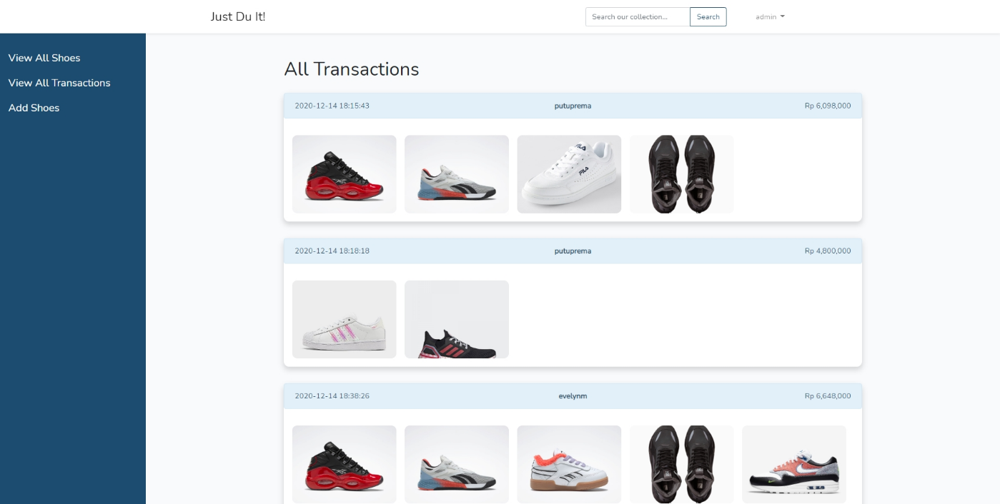 Just Du It!
Search our collection...
Search
admin
View All Shoes
View All Transactions
Add Shoes
All Transactions
2020-12-14 18:15:43 putuprema Rp 6,098,000
FILA
FILA
2020-12-14 18:18:18 putuprema Rp 4,800,000
2020-12-14 18:38:26 evelynm Rp 6,648,000